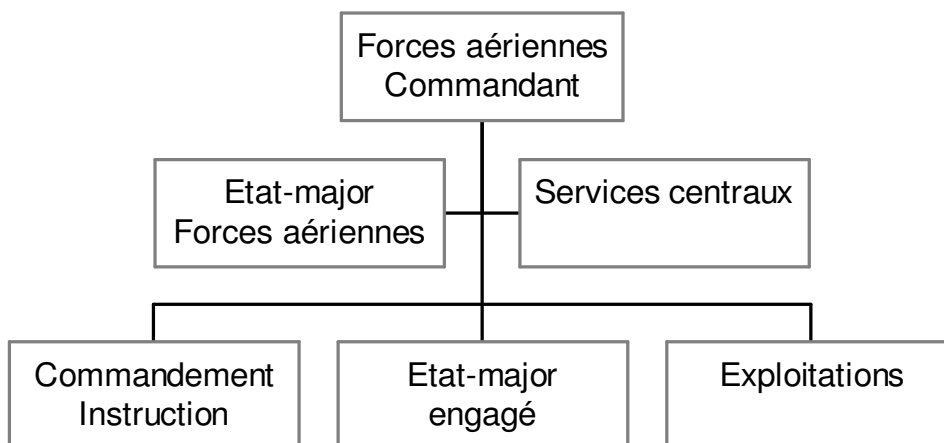 Forces aériennes
Commandant
Etat-major
Forces aériennes
Services centraux
Commandement
Instruction
Etat-major
engagé
Exploitations